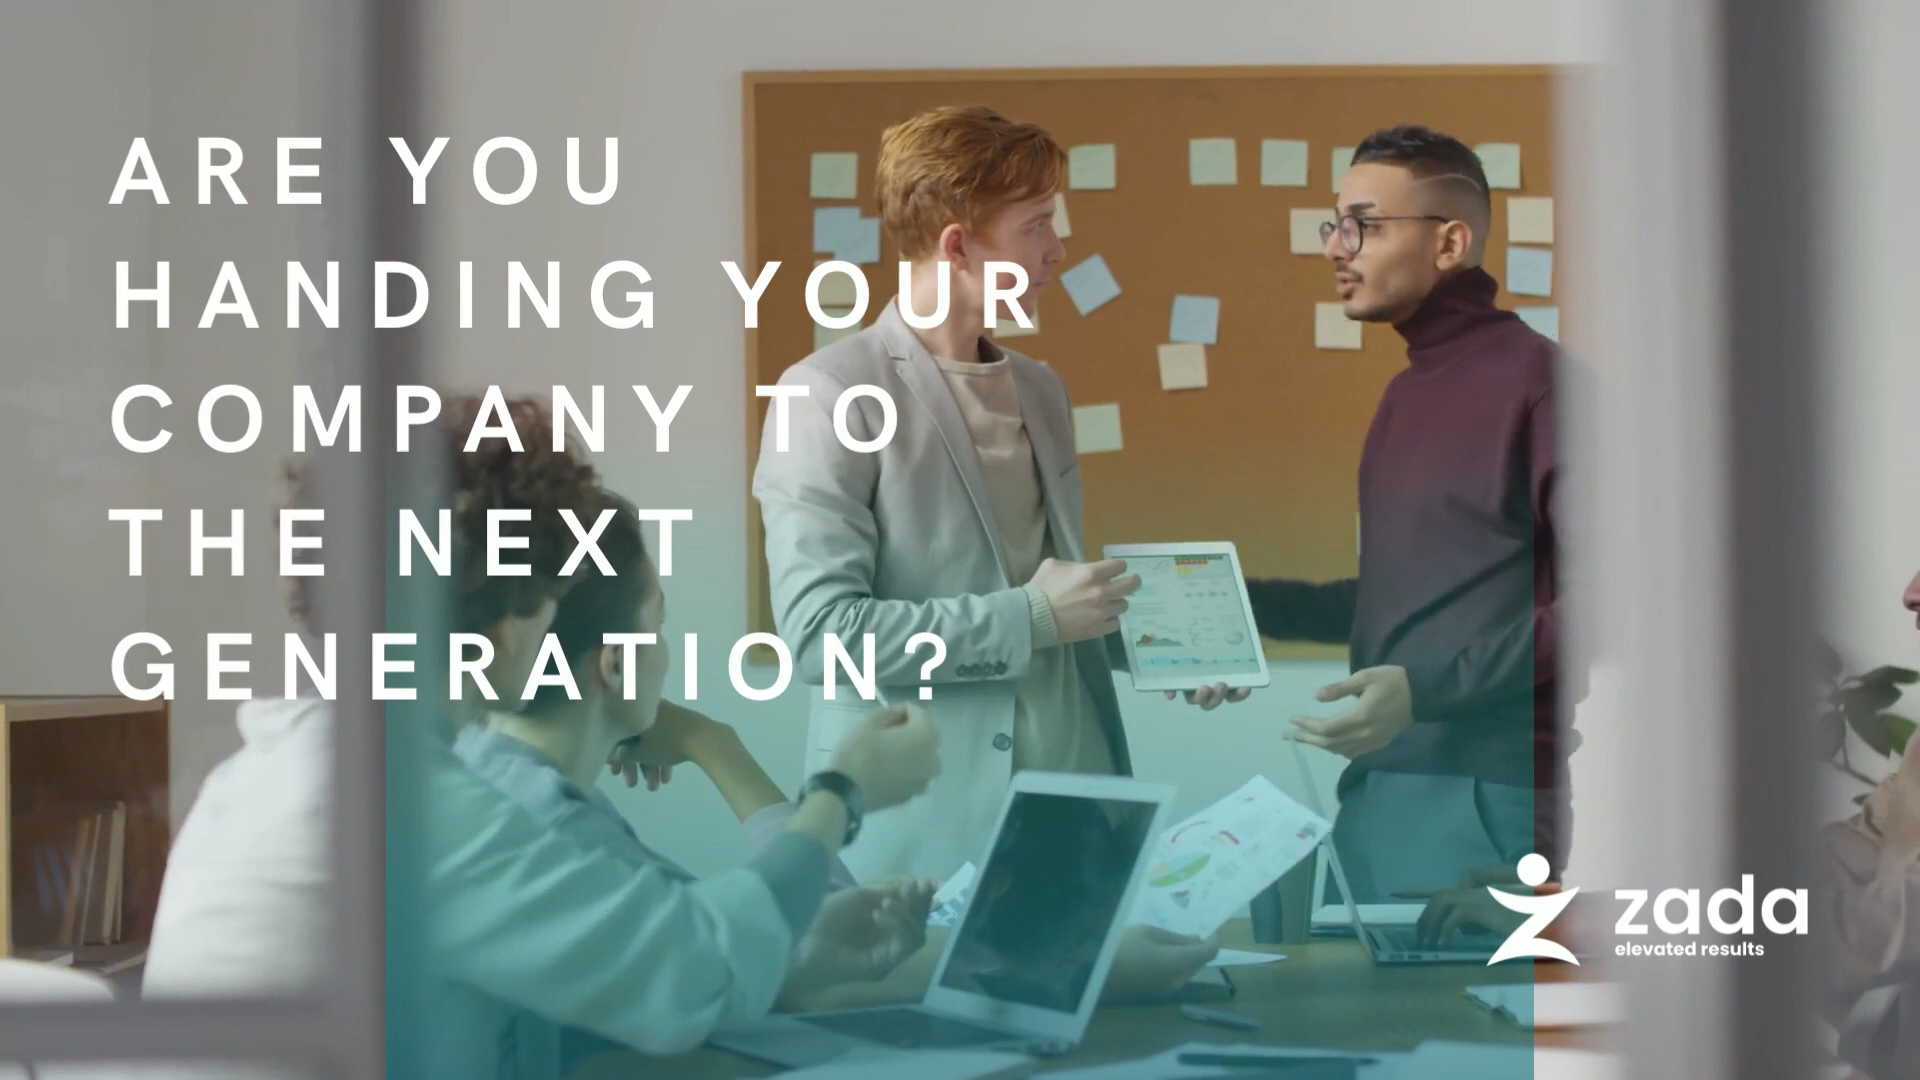 ARE YOU
HANDING YOUR
COMPANY TO
THE NEXT
GENERATION?
zada
elevated results